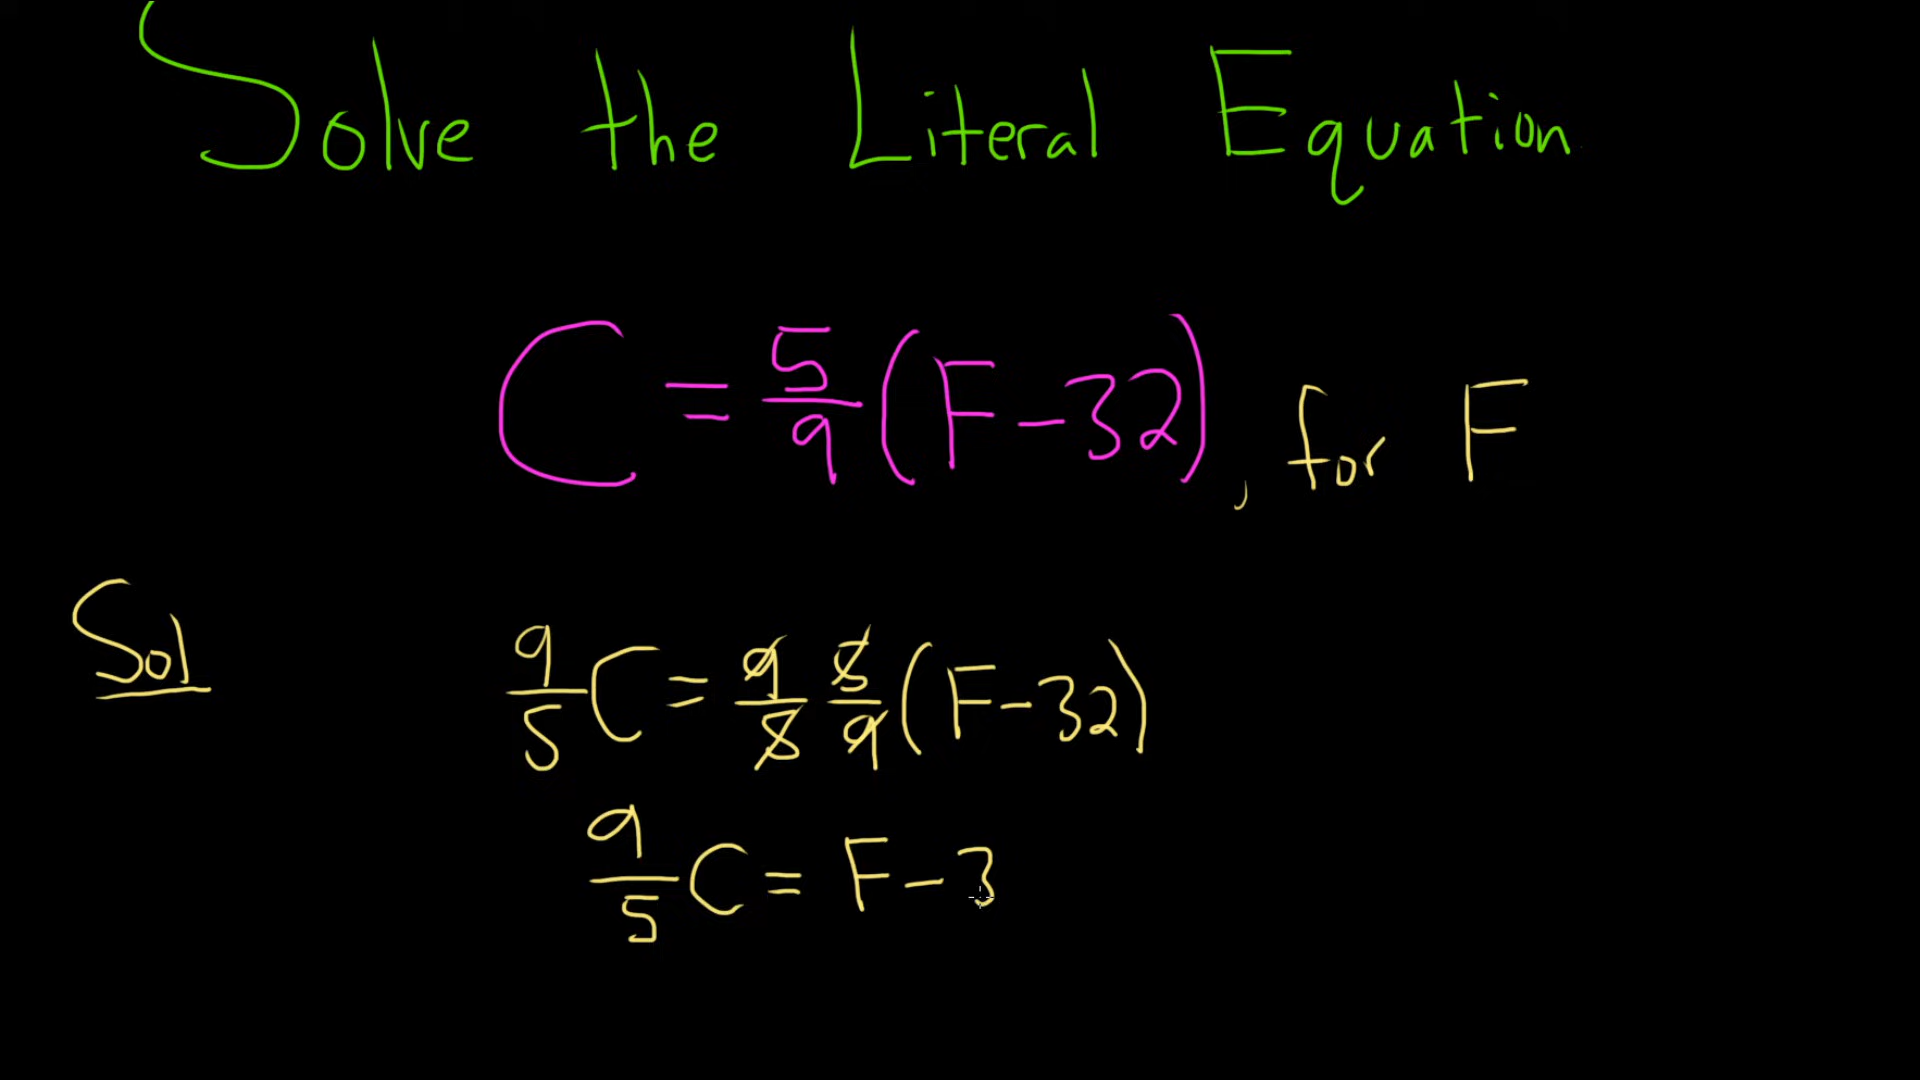 Solve the Literal Equation
C = 5/9 (F - 32), for F
Sol
9/5 C = 9/5 5/9 (F - 32)
9/5 C = F - 3